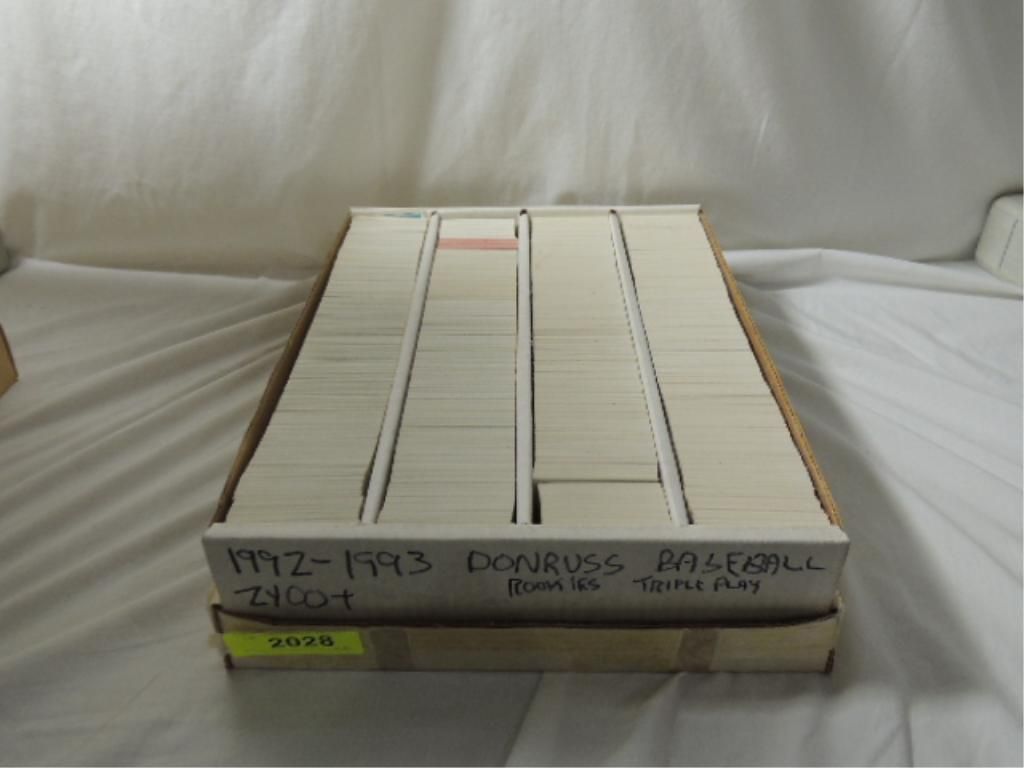 1992-1993 DONRUSS BASEBALL
2400+ ROOKIES TRIPLE PLAY
2028